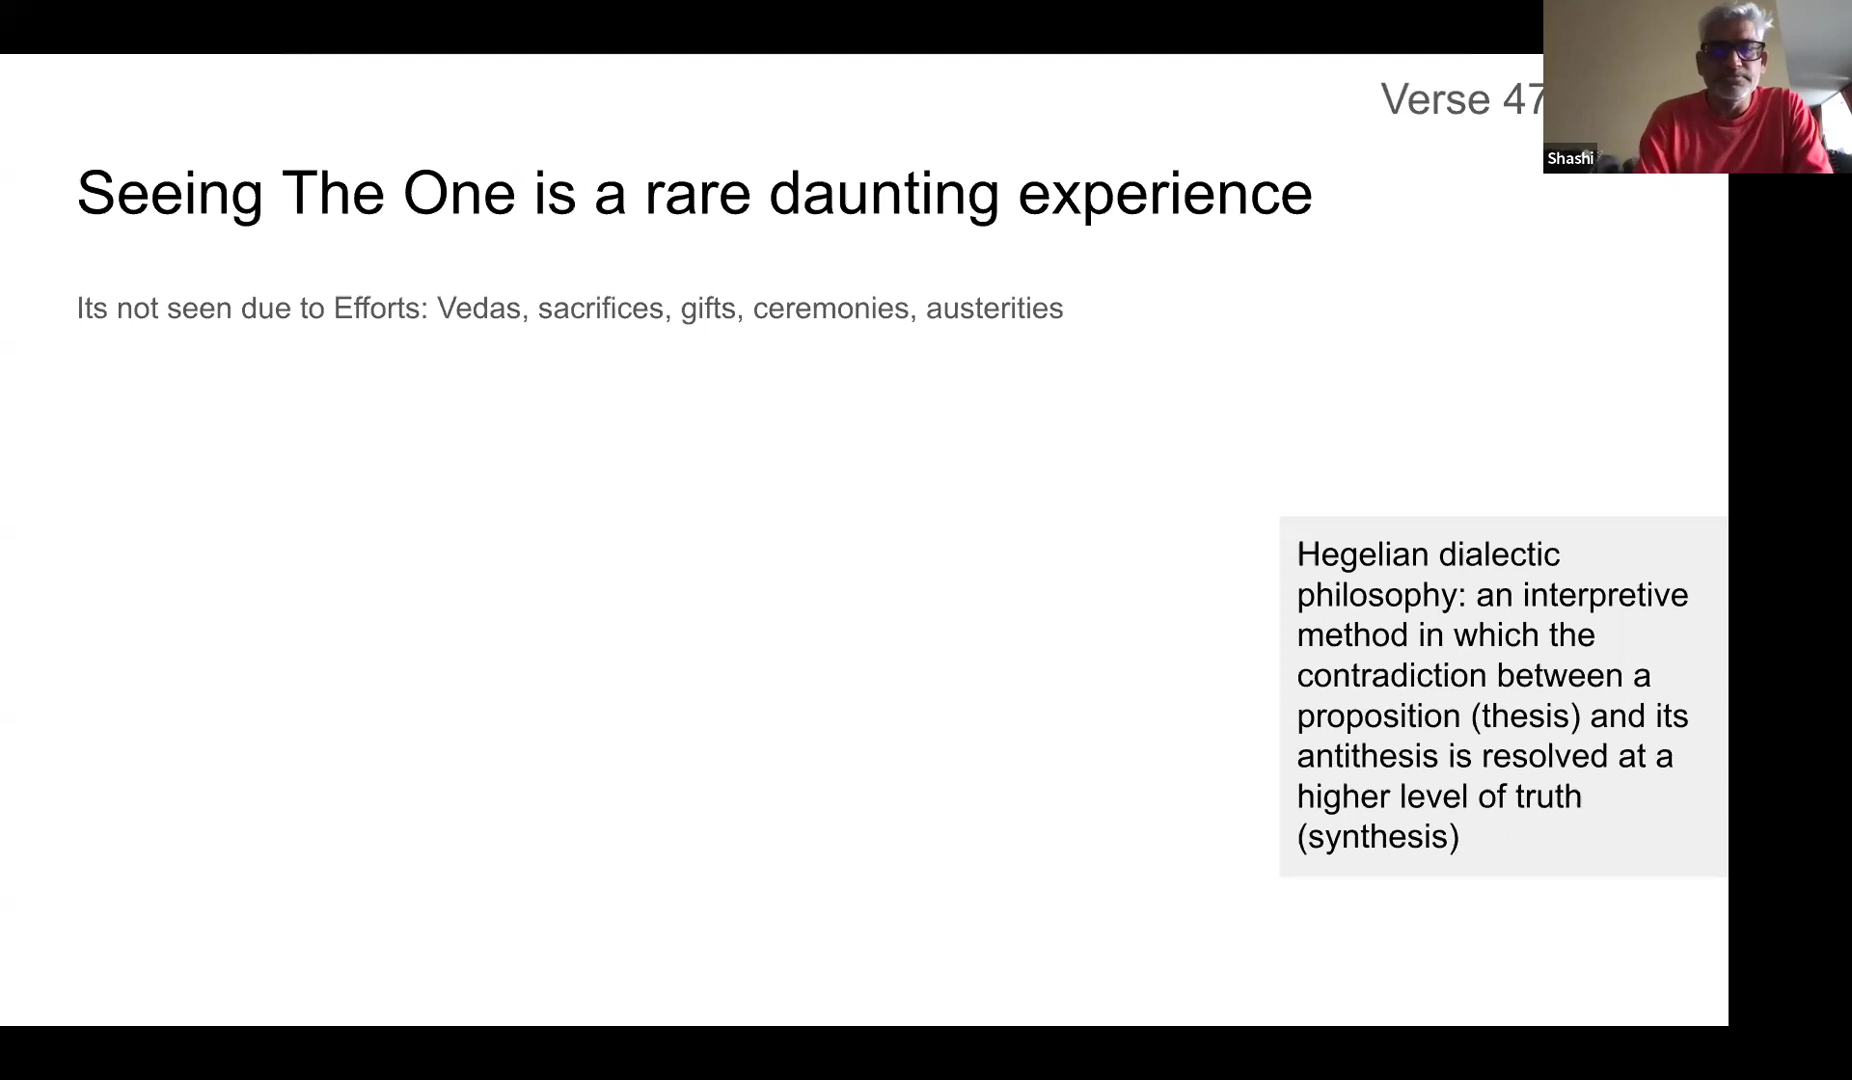 Verse 47
Shashi
Seeing The One is a rare daunting experience
Its not seen due to Efforts: Vedas, sacrifices, gifts, ceremonies, austerities
Hegelian dialectic
philosophy: an interpretive
method in which the
contradiction between a
proposition (thesis) and its
antithesis is resolved at a
higher level of truth
(synthesis)